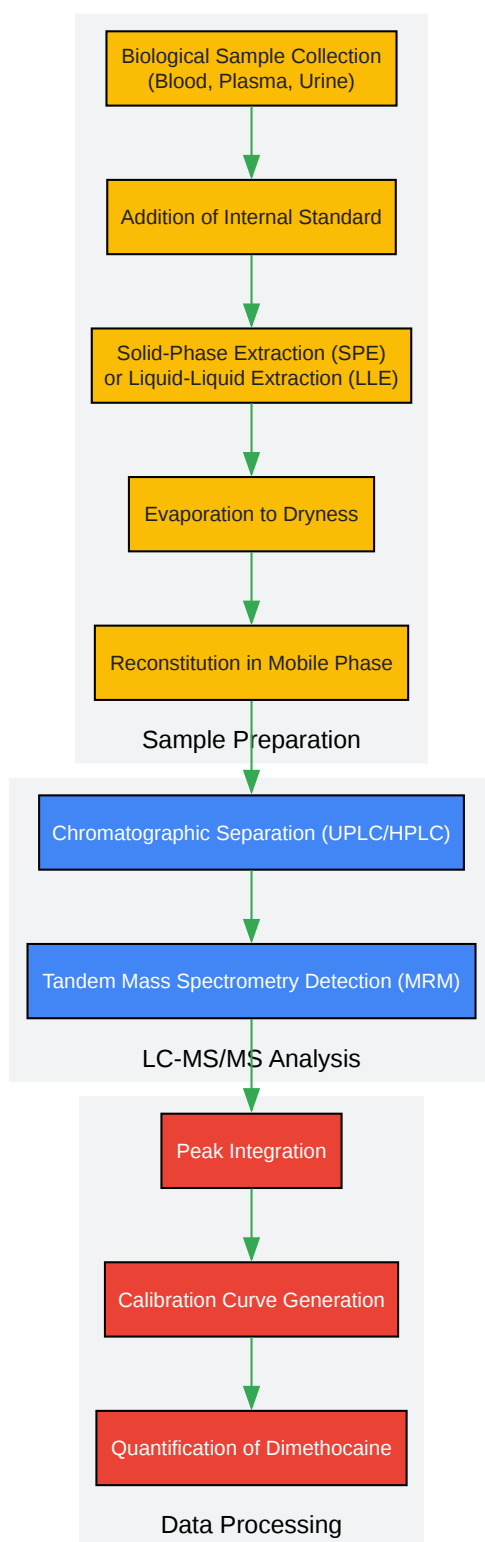 Biological Sample Collection
(Blood, Plasma, Urine)
Addition of Internal Standard
Solid-Phase Extraction (SPE)
or Liquid-Liquid Extraction (LLE)
Evaporation to Dryness
Reconstitution in Mobile Phase
Sample Preparation
Chromatographic Separation (UPLC/HPLC)
Tandem Mass Spectrometry Detection (MRM)
LC-MS/MS Analysis
Peak Integration
Calibration Curve Generation
Quantification of Dimethocaine
Data Processing